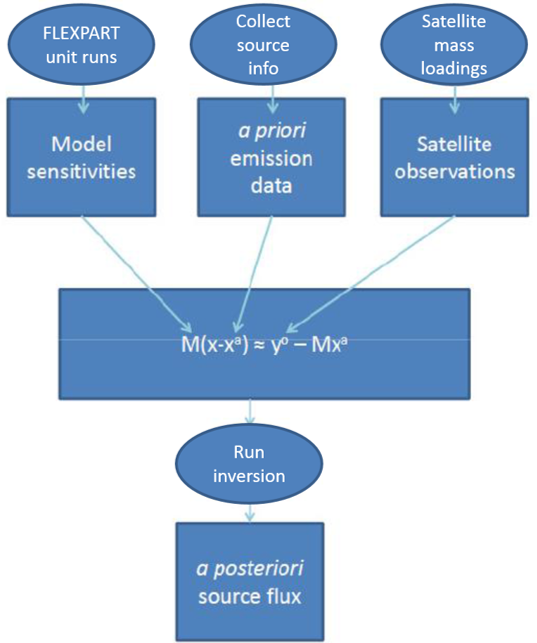 FLEXPART
unit runs
Collect
source
info
Satellite
mass
loadings
Model
sensitivities
a priori
emission
data
Satellite
observations
M(x-xᵃ) ≈ yᵒ – Mxᵃ
Run
inversion
a posteriori
source flux